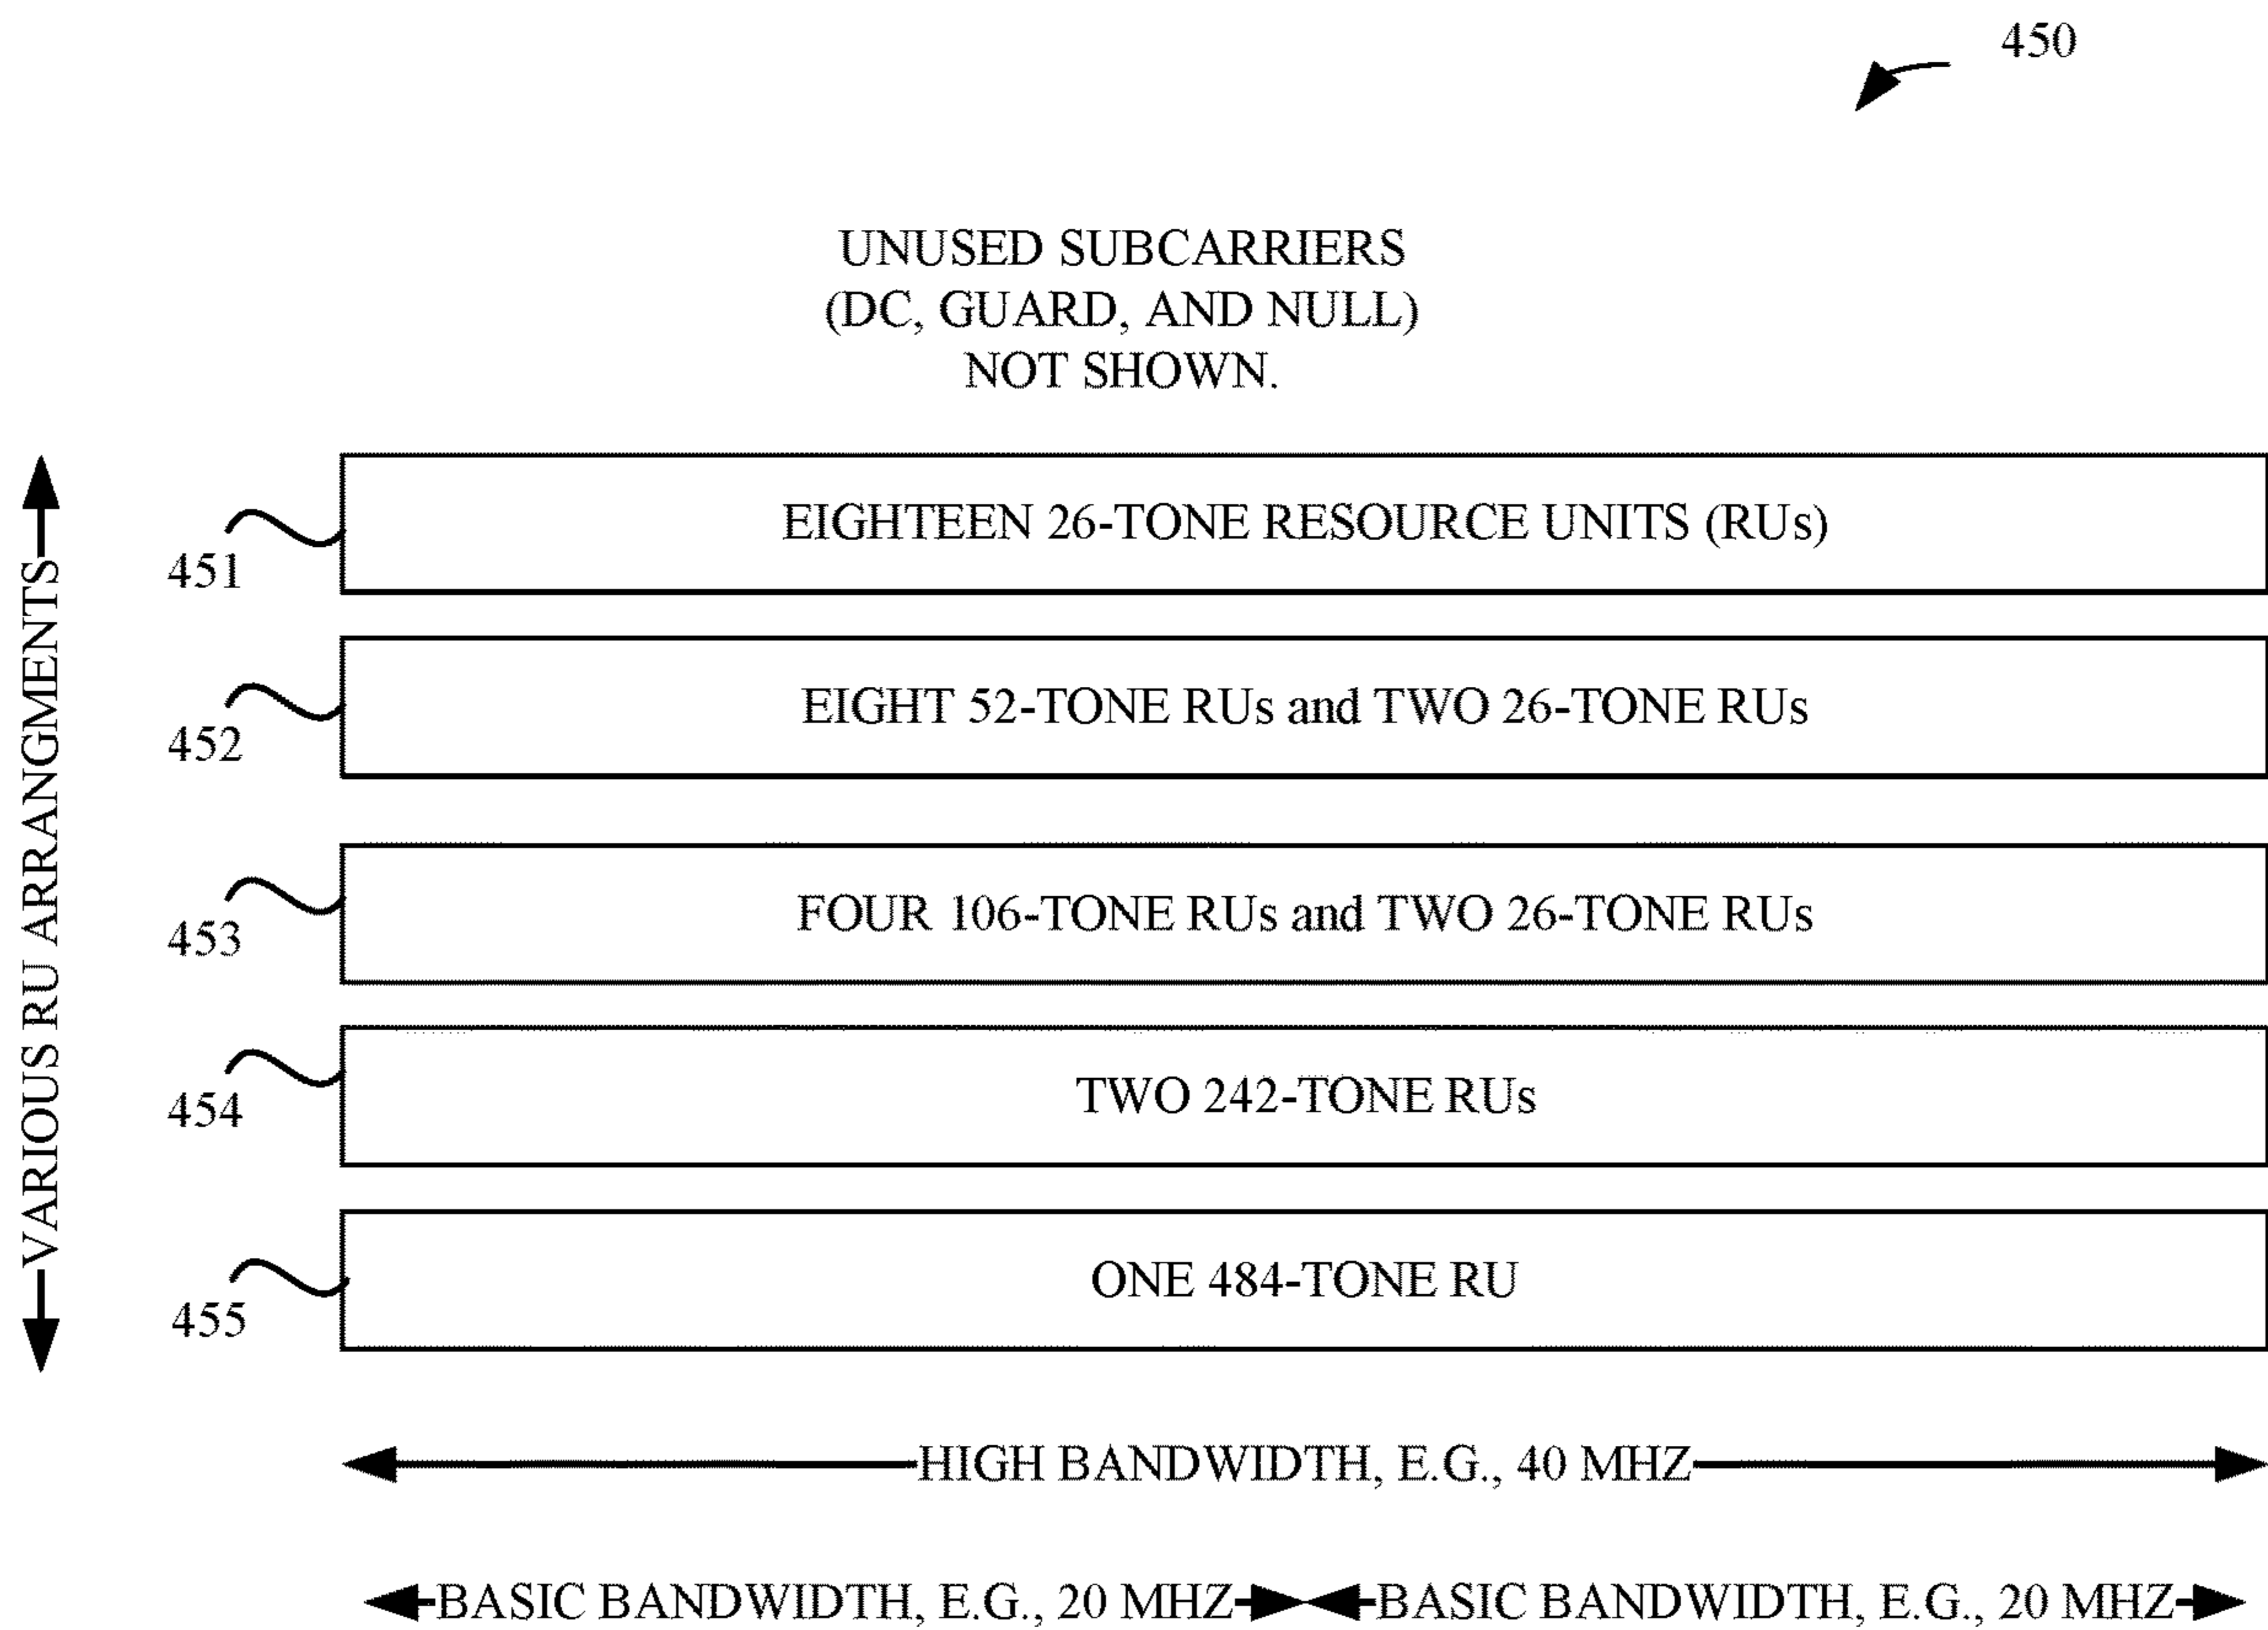 450
UNUSED SUBCARRIERS
(DC, GUARD, AND NULL)
NOT SHOWN.
VARIOUS RU ARRANGMENTS
EIGHTEEN 26-TONE RESOURCE UNITS (RUs)
451
EIGHT 52-TONE RUs and TWO 26-TONE RUs
452
FOUR 106-TONE RUs and TWO 26-TONE RUs
453
TWO 242-TONE RUs
454
ONE 484-TONE RU
455
HIGH BANDWIDTH, E.G., 40 MHZ
BASIC BANDWIDTH, E.G., 20 MHZ BASIC BANDWIDTH, E.G., 20 MHZ